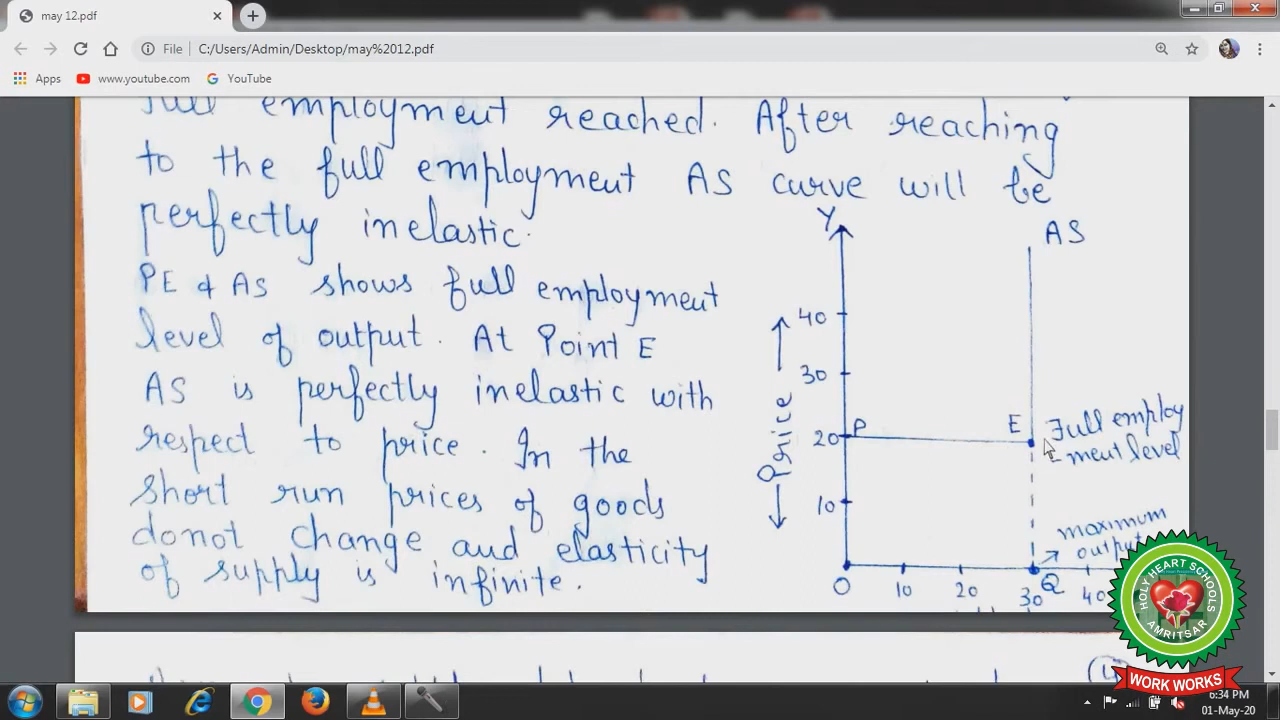 may 12.pdf
File
C:/Users/Admin/Desktop/may%2012.pdf
Apps
www.youtube.com
YouTube
Full employment reached. After reaching
to the full employment AS curve will be
perfectly inelastic.
PE & AS shows full employment
level of output. At Point E
AS is perfectly inelastic with
respect to price. In the
short run prices of goods
donot change and elasticity
of supply is infinite.
Y
AS
40
30
20
P
E
Full employ
ment level
10
Price
maximum
output
O
10
20
30
Q
40
HOLY HEART SCHOOLS
AMRITSAR
WORK WORKS
6:34 PM
01-May-20